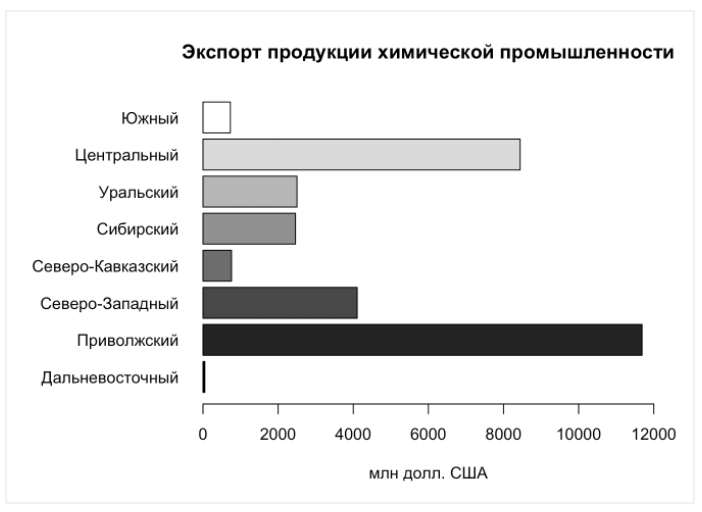 Экспорт продукции химической промышленности
Южный
Центральный
Уральский
Сибирский
Северо-Кавказский
Северо-Западный
Приволжский
Дальневосточный
0 2000 4000 6000 8000 10000 12000
млн долл. США